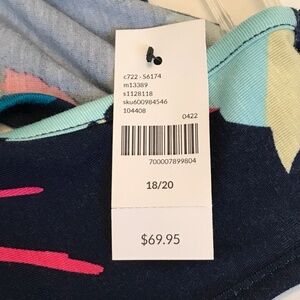 c722 - S6174
m13389
s1128118
sku600984546
104408
0422
700007899804
18/20
$69.95